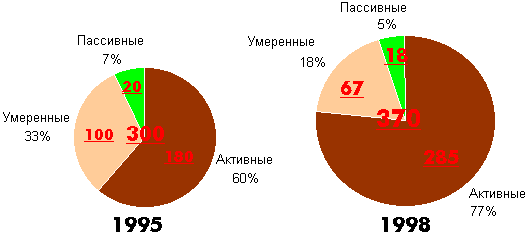 Пассивные
7%
20
Умеренные
33%
100
300
180
Активные
60%
1995
Пассивные
5%
18
Умеренные
18%
67
370
285
Активные
77%
1998